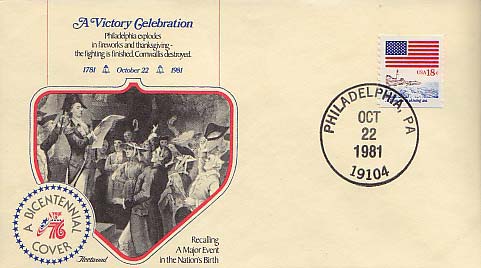 A Victory Celebration
Philadelphia explodes
in fireworks and thanksgiving -
the fighting is finished. Cornwallis destroyed.
1781 October 22 1981
USA 18c
PHILADELPHIA, PA
OCT
22
1981
19104
A BICENTENNIAL
76
COVER
Fleetwood
Recalling
A Major Event
in the Nation's Birth